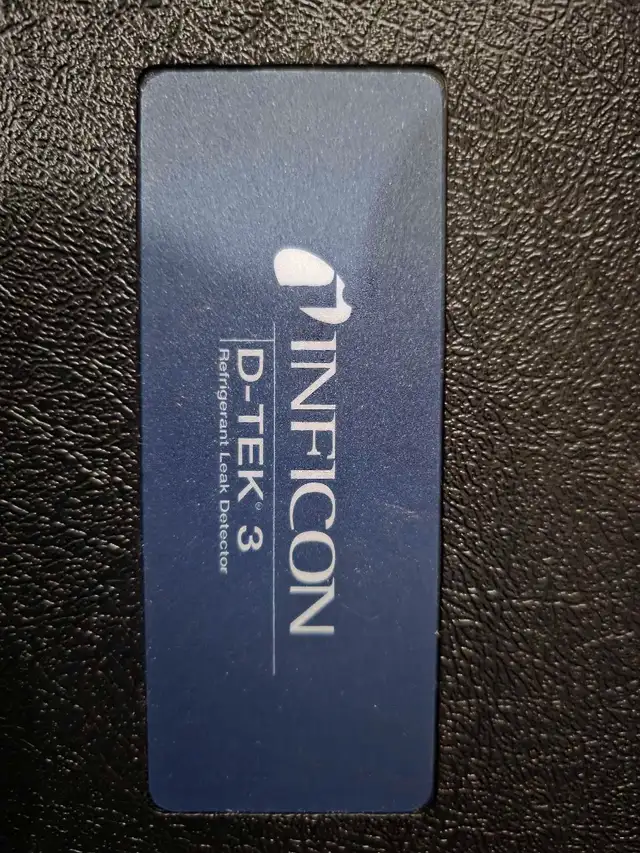 INFICON
D-TEK® 3
Refrigerant Leak Detector